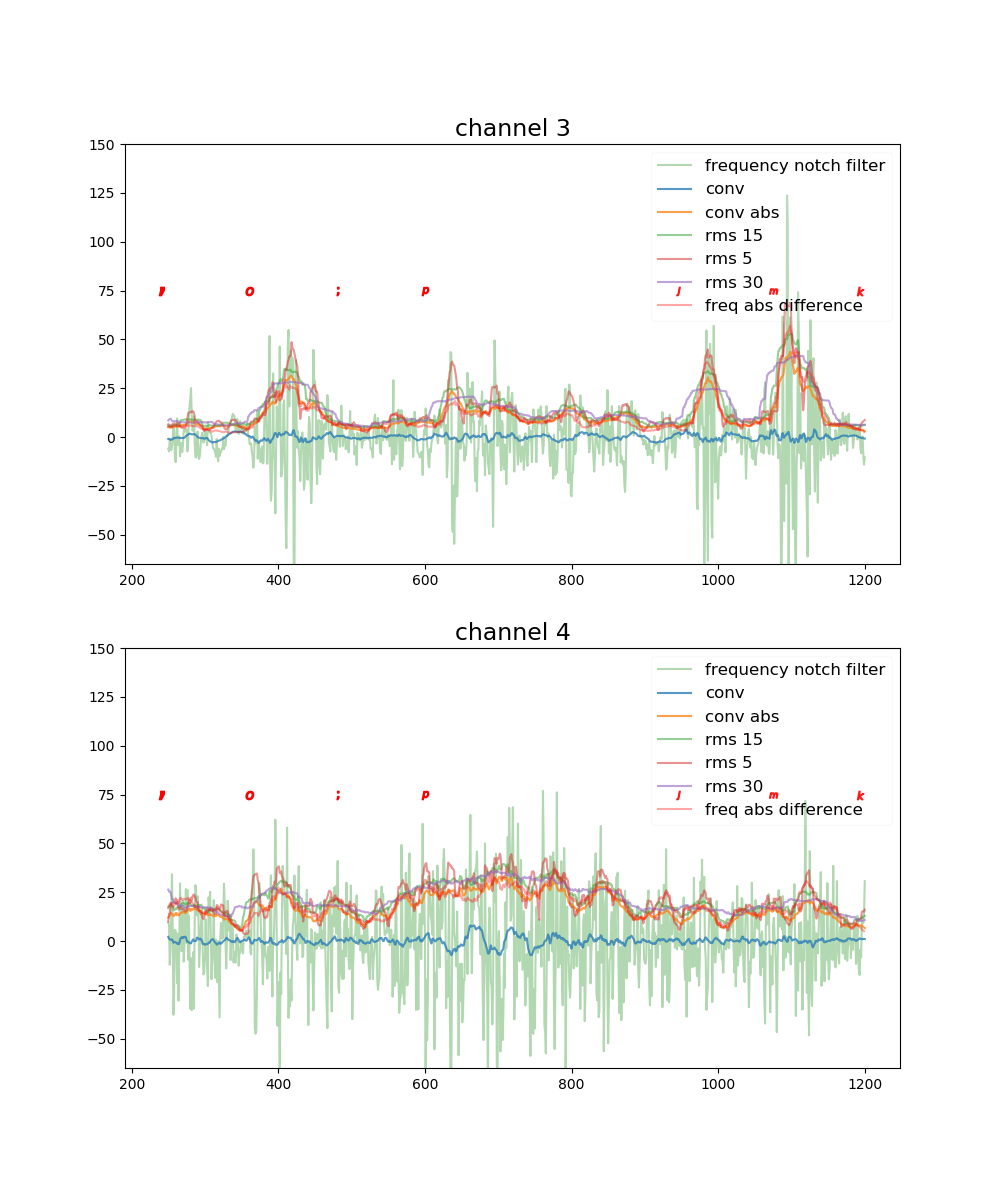 channel 3
150
125
100
75
50
25
0
−25
−50
frequency notch filter
conv
conv abs
rms 15
rms 5
rms 30
freq abs difference
o ; p j m k
200 400 600 800 1000 1200
channel 4
150
125
100
75
50
25
0
−25
−50
frequency notch filter
conv
conv abs
rms 15
rms 5
rms 30
freq abs difference
o ; p j m k
200 400 600 800 1000 1200